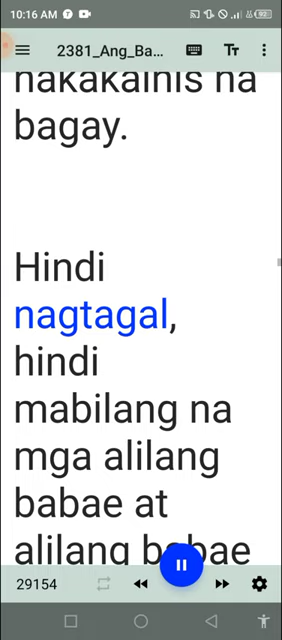 10:16 AM
2381_Ang_Ba...
Tт
nakakainis na
bagay.
Hindi
nagtagal,
hindi
mabilang na
mga alilang
babae at
alilang babae
29154